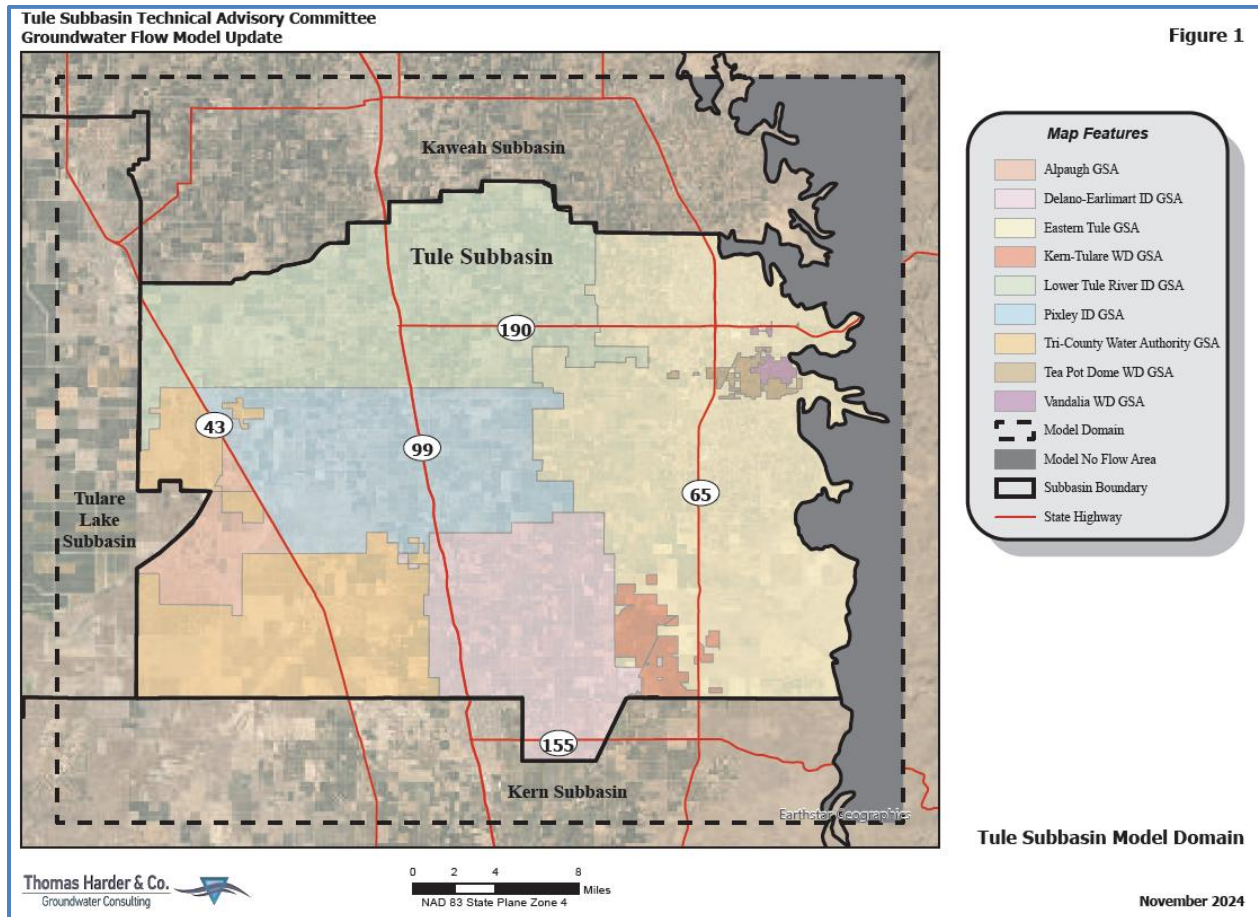 Tule Subbasin Technical Advisory Committee
Groundwater Flow Model Update
Figure 1
Kaweah Subbasin
Tule Subbasin
190
43
99
65
Tulare
Lake
Subbasin
155
Kern Subbasin
Earthstar Geographics
Map Features
Alpaugh GSA
Delano-Earlimart ID GSA
Eastern Tule GSA
Kern-Tulare WD GSA
Lower Tule River ID GSA
Pixley ID GSA
Tri-County Water Authority GSA
Tea Pot Dome WD GSA
Vandalia WD GSA
Model Domain
Model No Flow Area
Subbasin Boundary
State Highway
Tule Subbasin Model Domain
Thomas Harder & Co.
Groundwater Consulting
0 2 4 8
Miles
NAD 83 State Plane Zone 4
November 2024